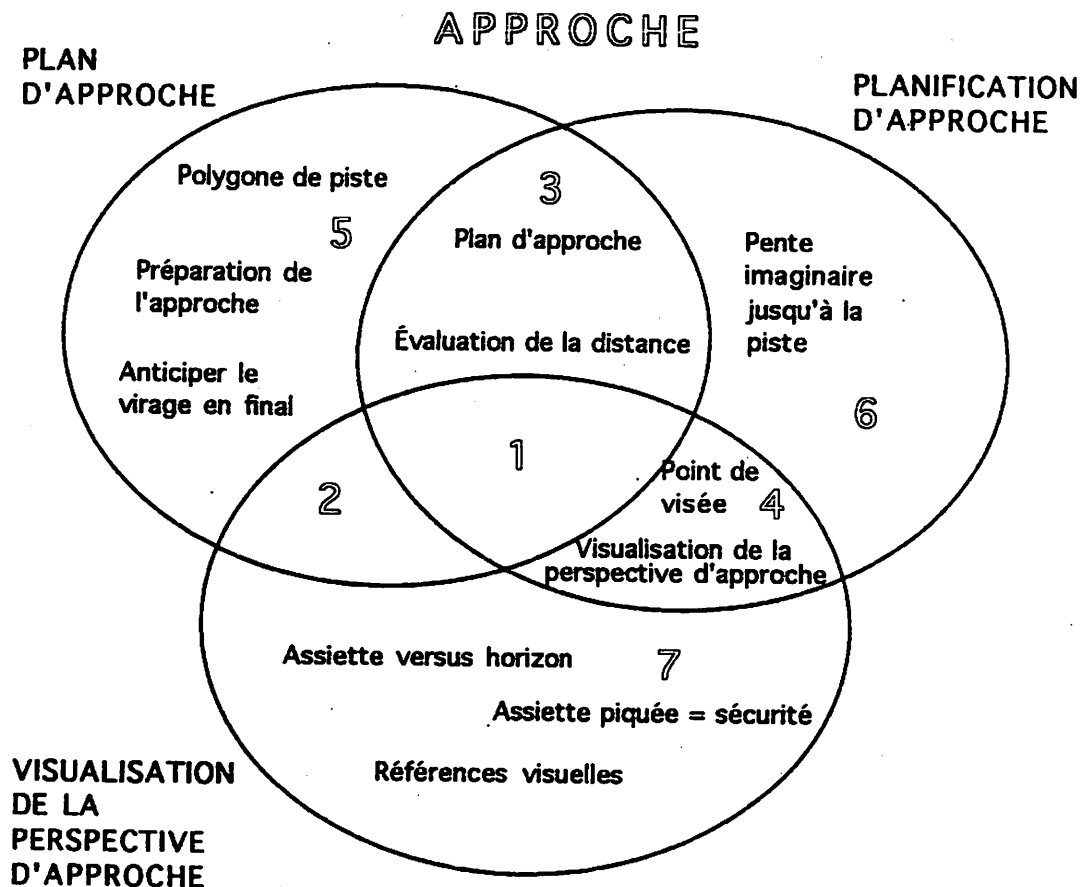 APPROCHE
PLAN
D'APPROCHE
PLANIFICATION
D'APPROCHE
Polygone de piste
5
Préparation de
l'approche
Anticiper le
virage en final
3
Plan d'approche
Évaluation de la distance
Pente
imaginaire
jusqu'à la
piste
6
1
2
Point de
visée 4
Visualisation de la
perspective d'approche
Assiette versus horizon
7
Assiette piquée = sécurité
Références visuelles
VISUALISATION
DE LA
PERSPECTIVE
D'APPROCHE